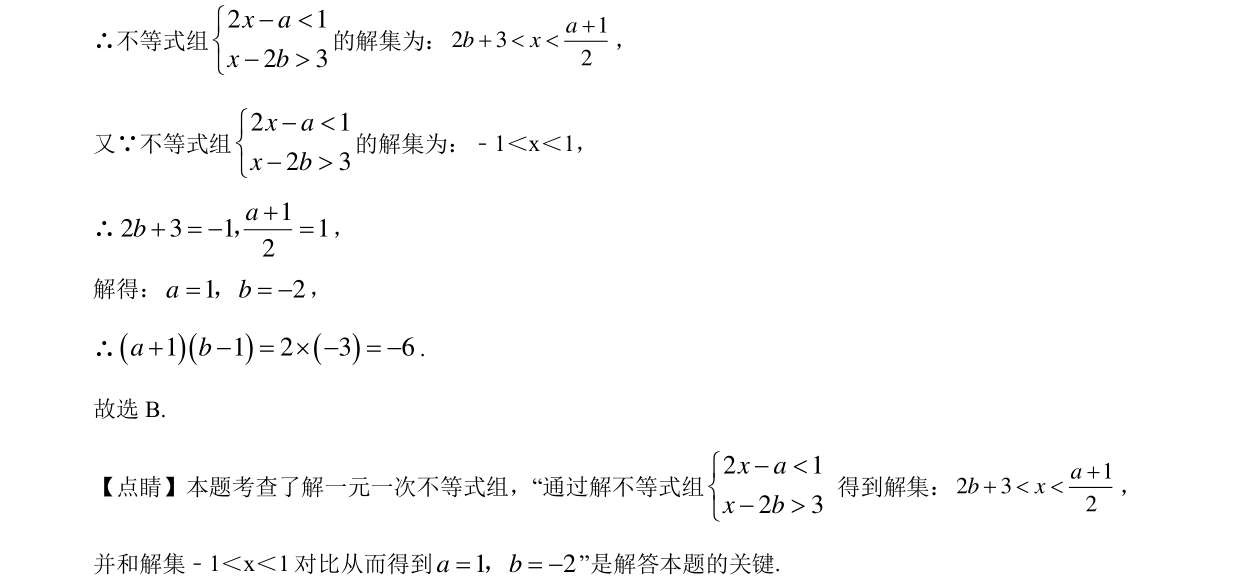 ∴不等式组{2x－a＜1 x－2b＞3 的解集为：2b+3<x<(a+1)/2，
又∵不等式组{2x－a＜1 x－2b＞3 的解集为：﹣1＜x＜1，
∴2b+3=−1,(a+1)/2=1，
解得：a=1，b=−2，
∴(a+1)(b−1)=2×(−3)=−6.
故选 B.
【点睛】本题考查了解一元一次不等式组，“通过解不等式组{2x－a＜1 x－2b＞3 得到解集：2b+3<x<(a+1)/2，
并和解集﹣1＜x＜1 对比从而得到a=1，b=−2”是解答本题的关键.